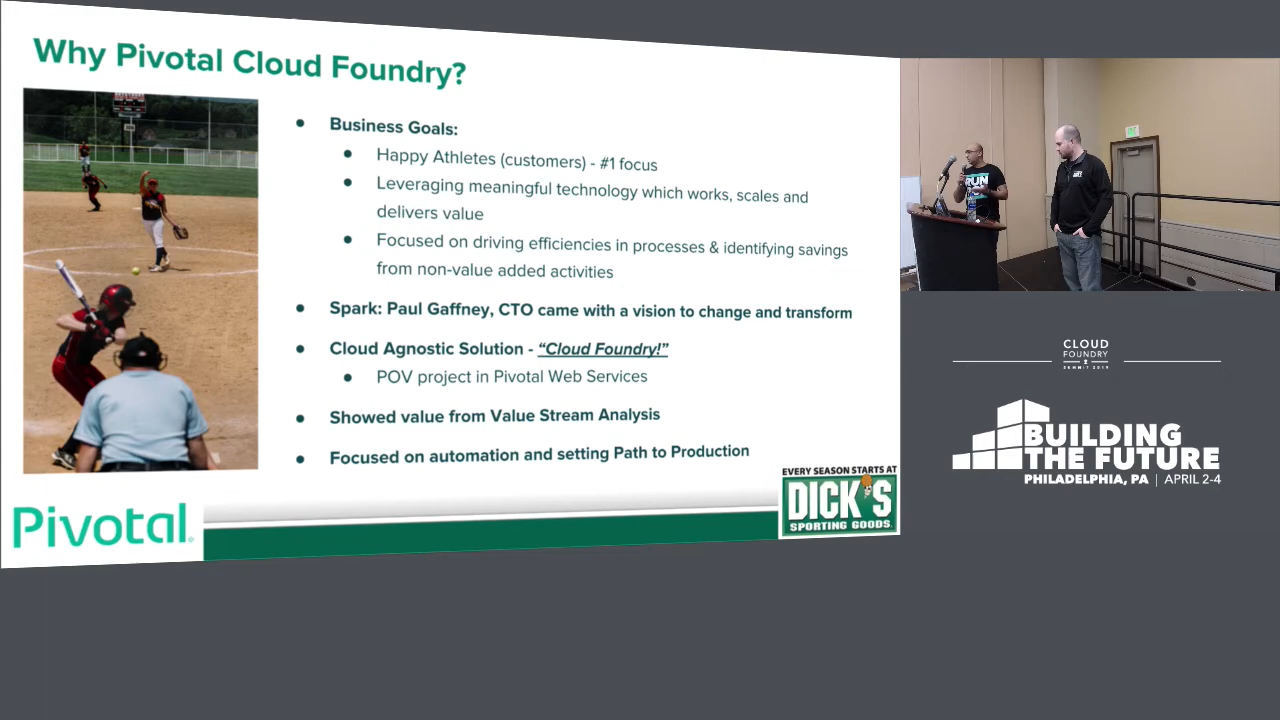 Why Pivotal Cloud Foundry?
Business Goals:
Happy Athletes (customers) - #1 focus
Leveraging meaningful technology which works, scales and
delivers value
Focused on driving efficiencies in processes & identifying savings
from non-value added activities
Spark: Paul Gaffney, CTO came with a vision to change and transform
Cloud Agnostic Solution - “Cloud Foundry!”
POV project in Pivotal Web Services
Showed value from Value Stream Analysis
Focused on automation and setting Path to Production
Pivotal.
EVERY SEASON STARTS AT
DICK'S
SPORTING GOODS.
RUN
CLOUD
FOUNDRY
SUMMIT 2019
BUILDING
THE FUTURE
PHILADELPHIA, PA | APRIL 2-4